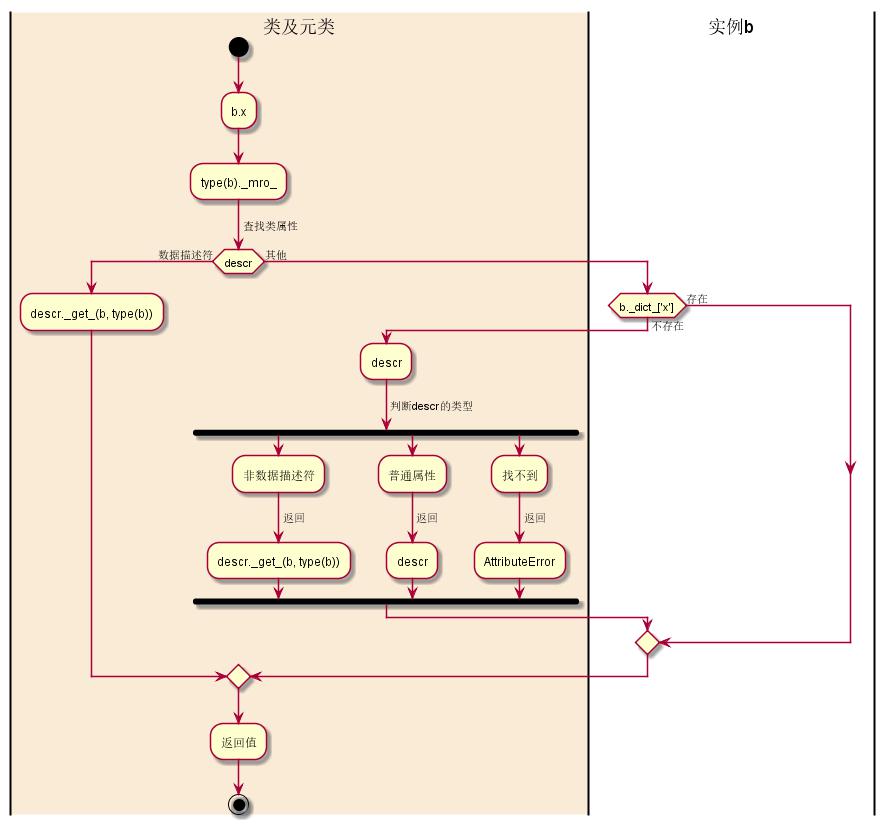 类及元类
实例b
b.x
type(b)._mro_
查找类属性
数据描述符
descr
其他
descr._get_(b, type(b))
b._dict_['x']
存在
不存在
descr
判断descr的类型
非数据描述符
普通属性
找不到
返回
返回
返回
descr._get_(b, type(b))
descr
AttributeError
返回值